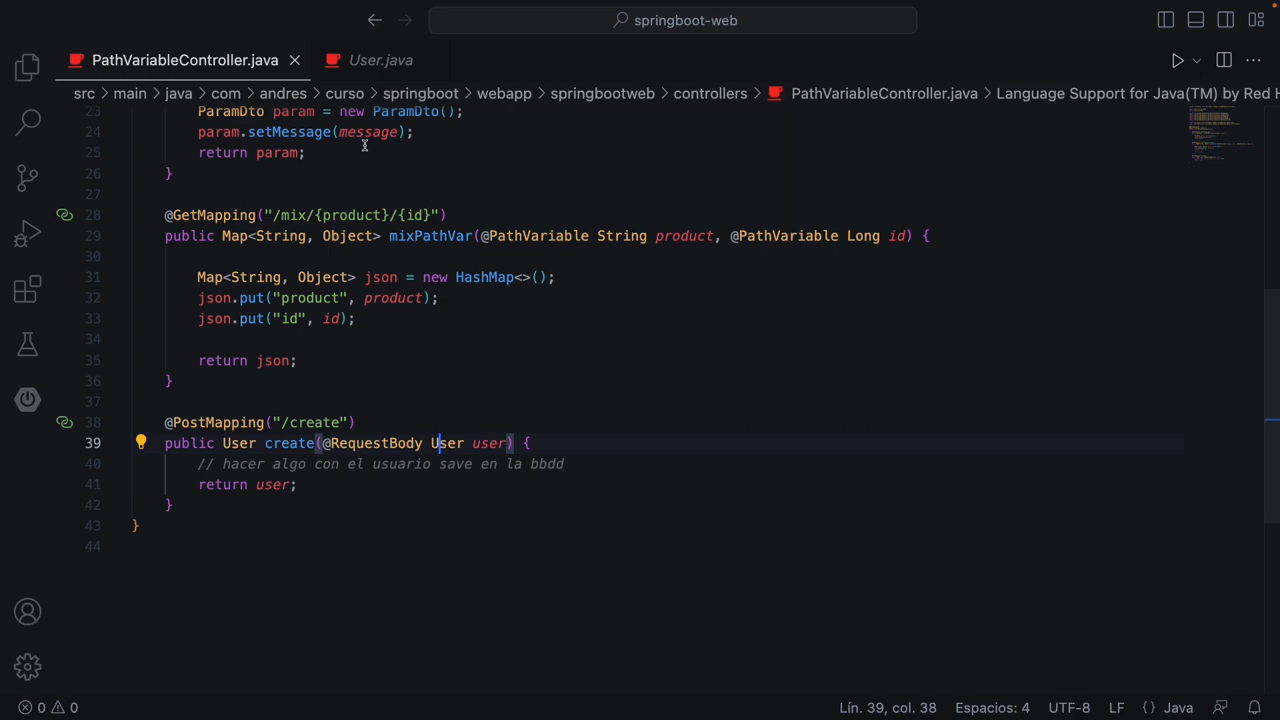 springboot-web
PathVariableController.java
User.java
src > main > java > com > andres > curso > springboot > webapp > springbootweb > controllers > PathVariableController.java > Language Support for Java(TM) by Red H
23 ParamDto param = new ParamDto();
24 param.setMessage(message);
25 return param;
26 }
27
28 @GetMapping("/mix/{product}/{id}")
29 public Map<String, Object> mixPathVar(@PathVariable String product, @PathVariable Long id) {
30
31 Map<String, Object> json = new HashMap<>();
32 json.put("product", product);
33 json.put("id", id);
34
35 return json;
36 }
37
38 @PostMapping("/create")
39 public User create(@RequestBody User user) {
40 // hacer algo con el usuario save en la bbdd
41 return user;
42 }
43 }
44
0 0 Lín. 39, col. 38 Espacios: 4 UTF-8 LF {} Java